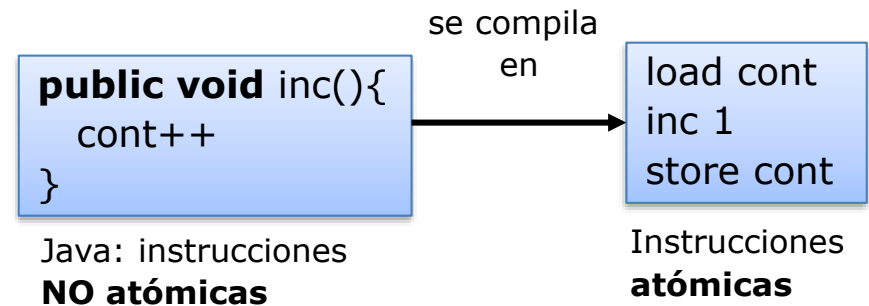 se compila
en
public void inc(){
cont++
}
load cont
inc 1
store cont
Java: instrucciones
NO atómicas
Instrucciones
atómicas